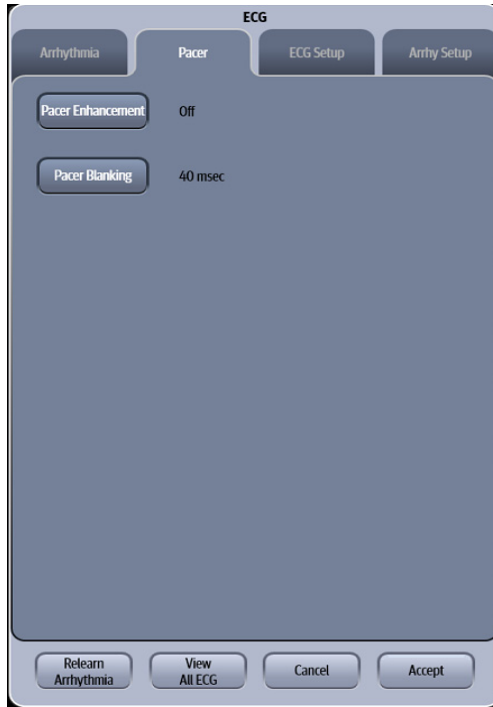 ECG
Arrhythmia Pacer ECG Setup Arrhy Setup
Pacer Enhancement Off
Pacer Blanking 40 msec
Relearn
Arrhythmia
View
All ECG
Cancel
Accept